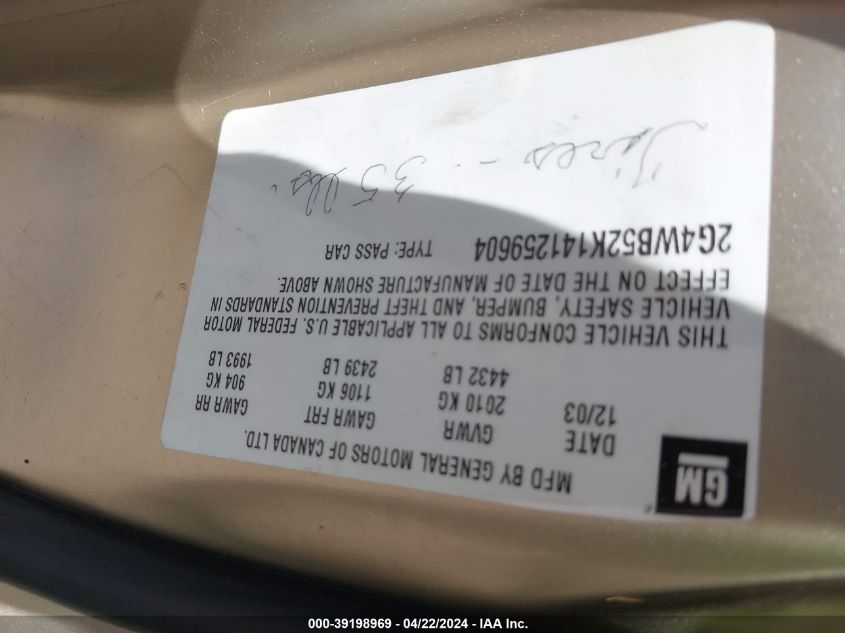 GM
MFD BY GENERAL MOTORS OF CANADA LTD.
DATE GVWR GAWR FRT GAWR RR
12/03 2010 KG 1106 KG 904 KG
4432 LB 2439 LB 1993 LB
THIS VEHICLE CONFORMS TO ALL APPLICABLE U.S. FEDERAL MOTOR
VEHICLE SAFETY, BUMPER, AND THEFT PREVENTION STANDARDS IN
EFFECT ON THE DATE OF MANUFACTURE SHOWN ABOVE.
2G4WB52K141259604 TYPE: PASS CAR
Tires - 35 lbs.
000-39198969 - 04/22/2024 - IAA Inc.